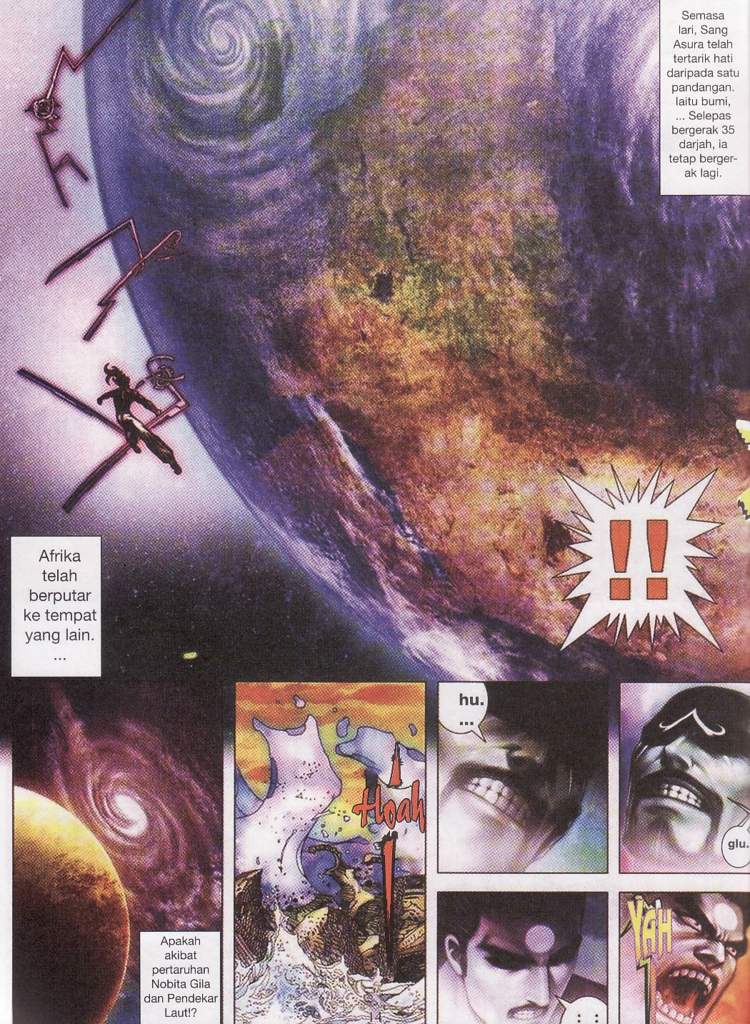 Semasa
lari, Sang
Asura telah
tertarik hati
daripada satu
pandangan.
Iaitu bumi,
... Selepas
bergerak 35
darjah, ia
tetap berger-
ak lagi.
!!
Afrika
telah
berputar
ke tempat
yang lain.
...
Apakah
akibat
pertaruhan
Nobita Gila
dan Pendekar
Laut!?
Hoah
!
hu.
...
glu.
...
YAH
14